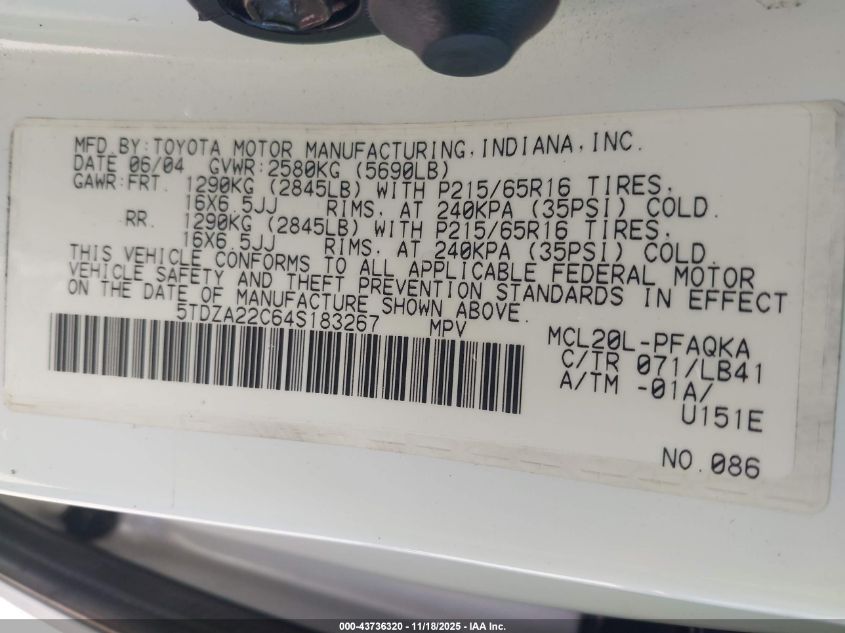 MFD BY:TOYOTA MOTOR MANUFACTURING,INDIANA,INC.
DATE 06/04 GVWR:2580KG (5690LB)
GAWR:FRT. 1290KG (2845LB) WITH P215/65R16 TIRES,
16X6.5JJ RIMS, AT 240KPA (35PSI) COLD.
RR. 1290KG (2845LB) WITH P215/65R16 TIRES,
16X6.5JJ RIMS, AT 240KPA (35PSI) COLD.
THIS VEHICLE CONFORMS TO ALL APPLICABLE FEDERAL MOTOR
VEHICLE SAFETY AND THEFT PREVENTION STANDARDS IN EFFECT
ON THE DATE OF MANUFACTURE SHOWN ABOVE.
5TDZA22C64S183267 MPV
MCL20L-PFAQKA
C/TR 071/LB41
A/TM -01A/
U151E
NO.086
000-43736320 - 11/18/2025 - IAA Inc.